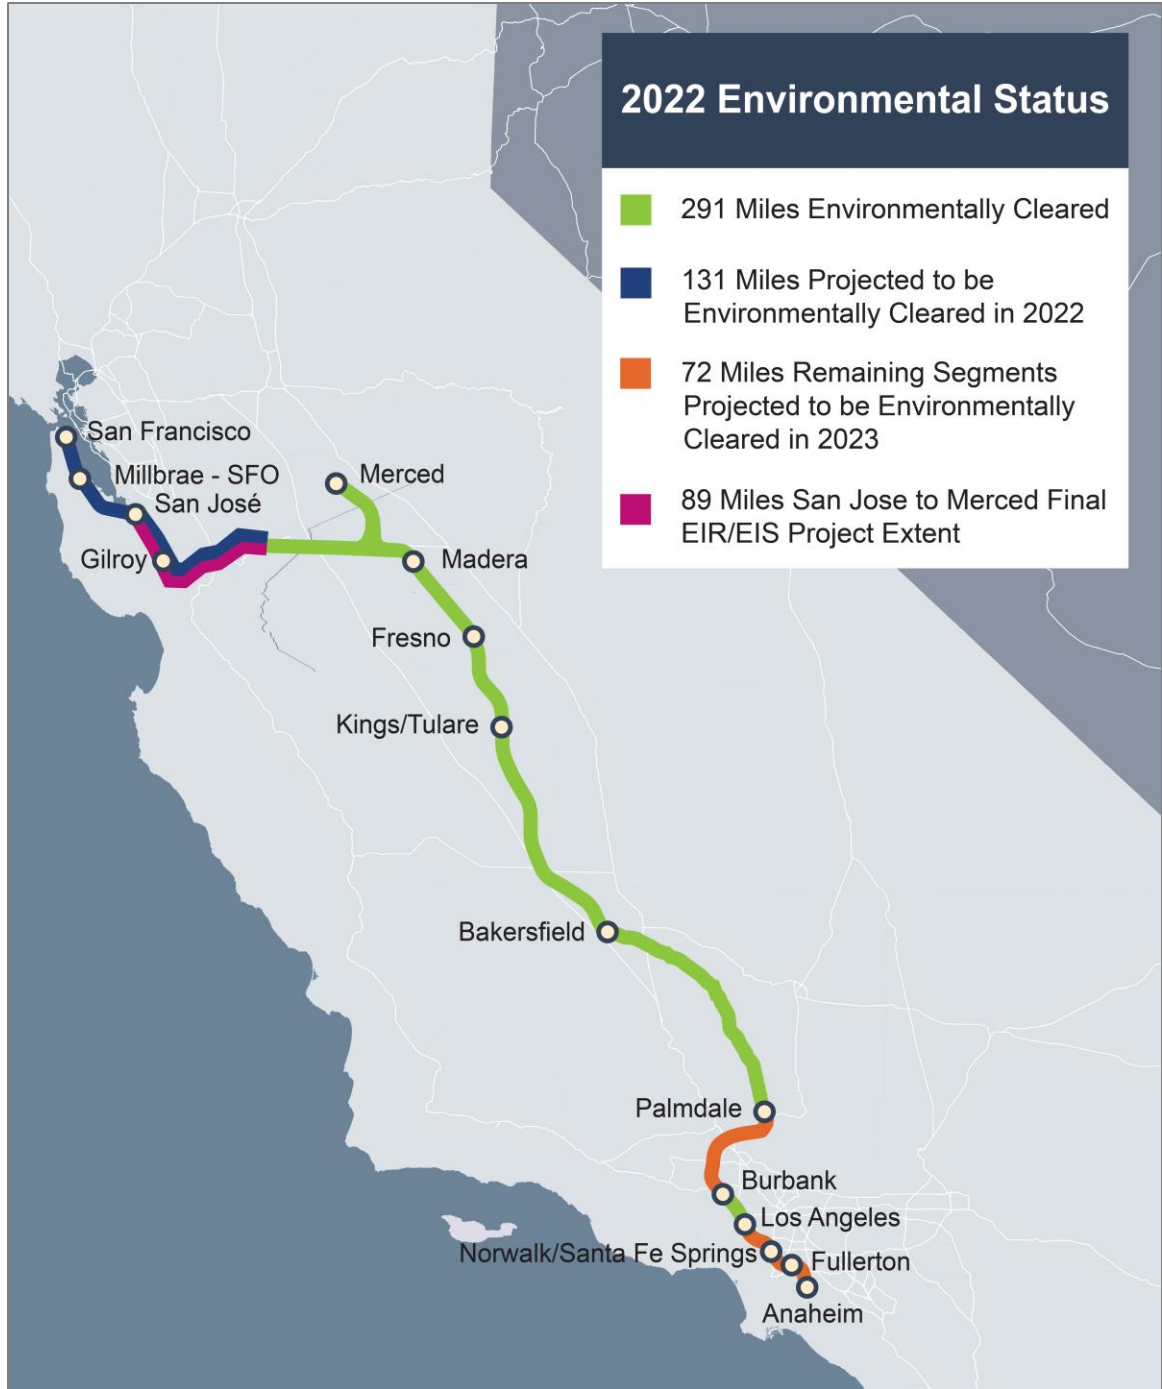 2022 Environmental Status
291 Miles Environmentally Cleared
131 Miles Projected to be
Environmentally Cleared in 2022
72 Miles Remaining Segments
Projected to be Environmentally
Cleared in 2023
89 Miles San Jose to Merced Final
EIR/EIS Project Extent
San Francisco
Millbrae - SFO
San José
Gilroy
Merced
Madera
Fresno
Kings/Tulare
Bakersfield
Palmdale
Burbank
Los Angeles
Norwalk/Santa Fe Springs
Fullerton
Anaheim